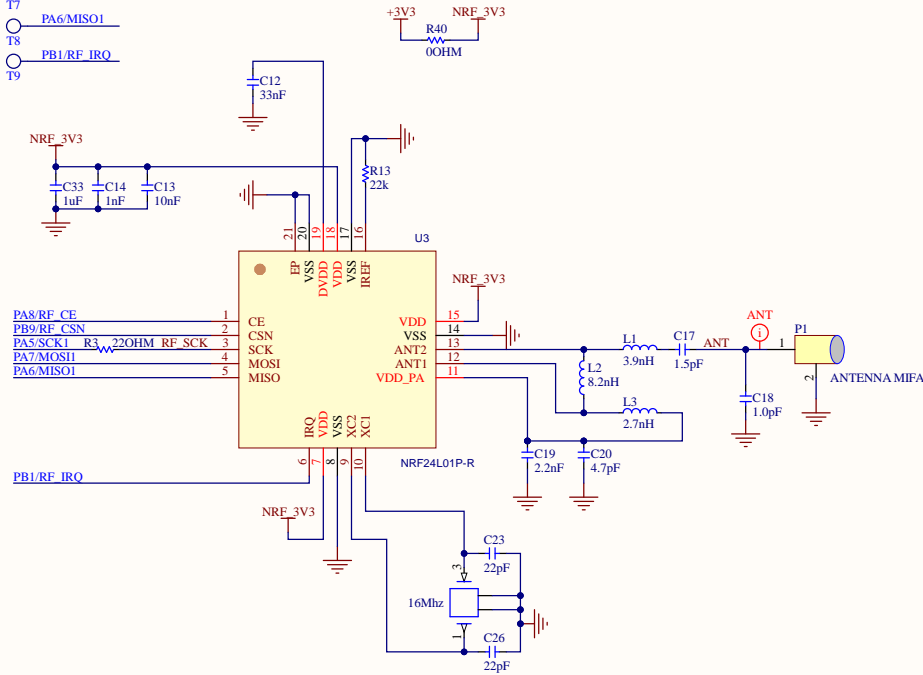 T7
PA6/MISO1
T8
PB1/RF_IRQ
T9
+3V3
NRF_3V3
R40
0OHM
C12
33nF
NRF_3V3
C33
1uF
C14
1nF
C13
10nF
R13
22k
21
20
19
18
17
16
U3
EP
VSS
DVDD
VDD
VSS
IREF
NRF_3V3
PA8/RF_CE
1
CE
VDD
15
PB9/RF_CSN
2
CSN
VSS
14
PA5/SCK1
R3
22OHM
RF_SCK
3
SCK
ANT2
13
PA7/MOSI1
4
MOSI
ANT1
12
PA6/MISO1
5
MISO
VDD_PA
11
L1
3.9nH
C17
1.5pF
ANT
ANT
i
P1
1
2
ANTENNA MIFA
L2
8.2nH
C18
1.0pF
L3
2.7nH
IRQ
VDD
VSS
XC2
XC1
6
7
8
9
10
NRF24L01P-R
C19
2.2nF
C20
4.7pF
PB1/RF_IRQ
NRF_3V3
C23
22pF
3
16Mhz
1
C26
22pF